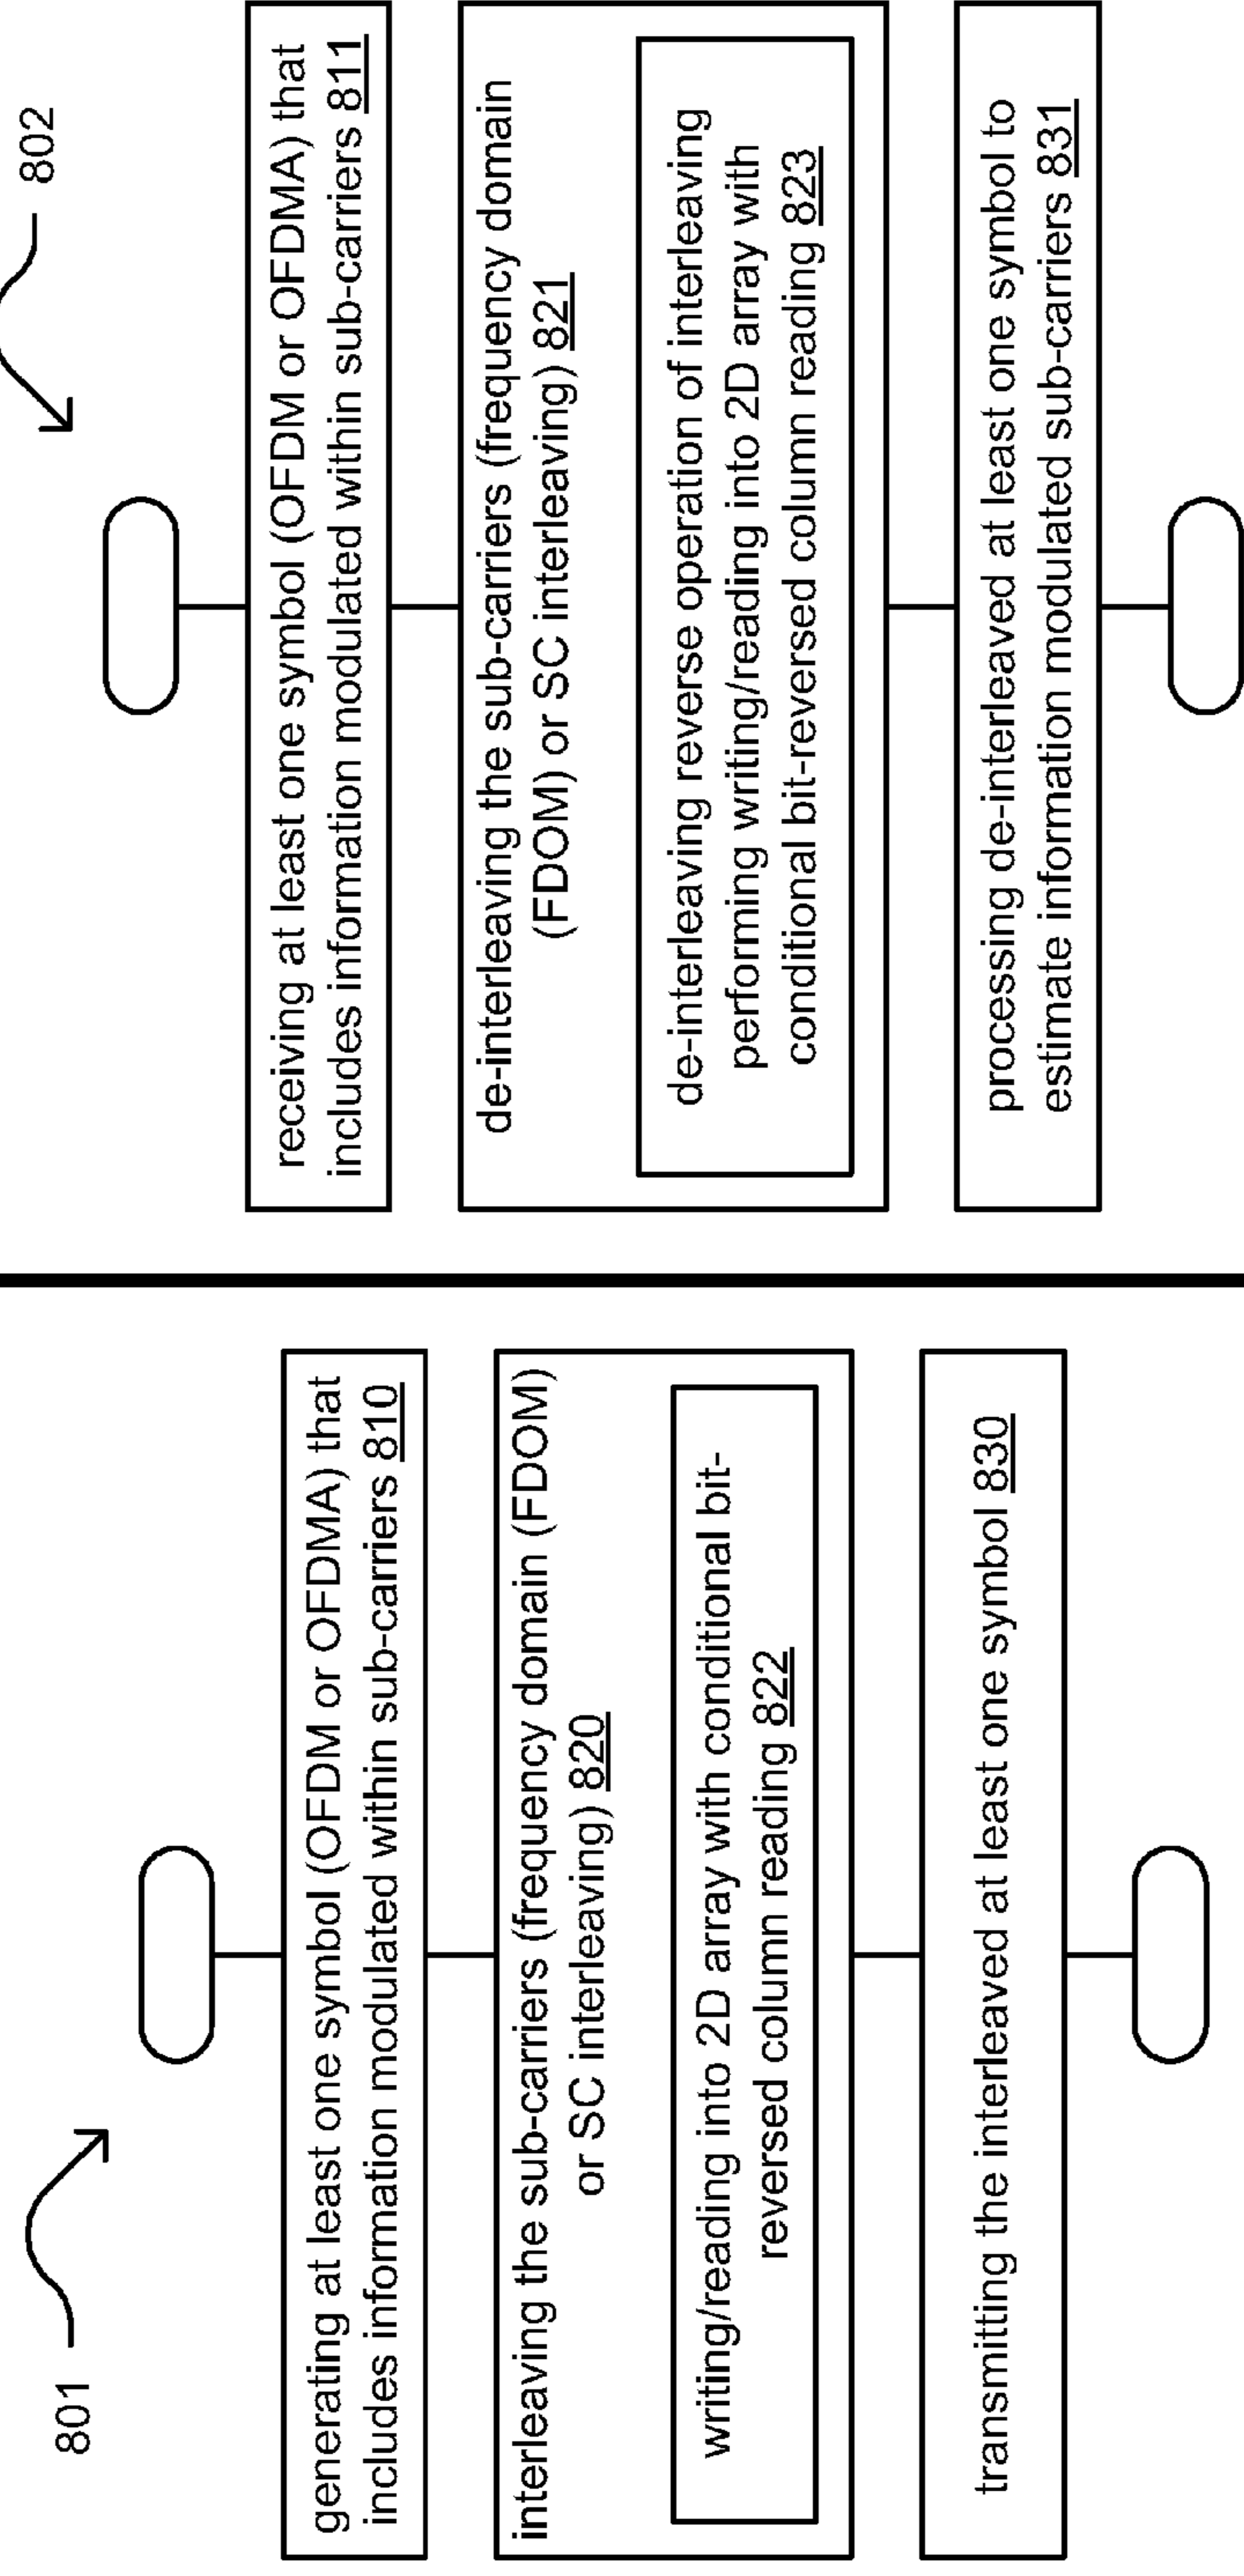 801
generating at least one symbol (OFDM or OFDMA) that
includes information modulated within sub-carriers 810
interleaving the sub-carriers (frequency domain (FDOM)
or SC interleaving) 820
writing/reading into 2D array with conditional bit-
reversed column reading 822
transmitting the interleaved at least one symbol 830
802
receiving at least one symbol (OFDM or OFDMA) that
includes information modulated within sub-carriers 811
de-interleaving the sub-carriers (frequency domain
(FDOM) or SC interleaving) 821
de-interleaving reverse operation of interleaving
performing writing/reading into 2D array with
conditional bit-reversed column reading 823
processing de-interleaved at least one symbol to
estimate information modulated sub-carriers 831